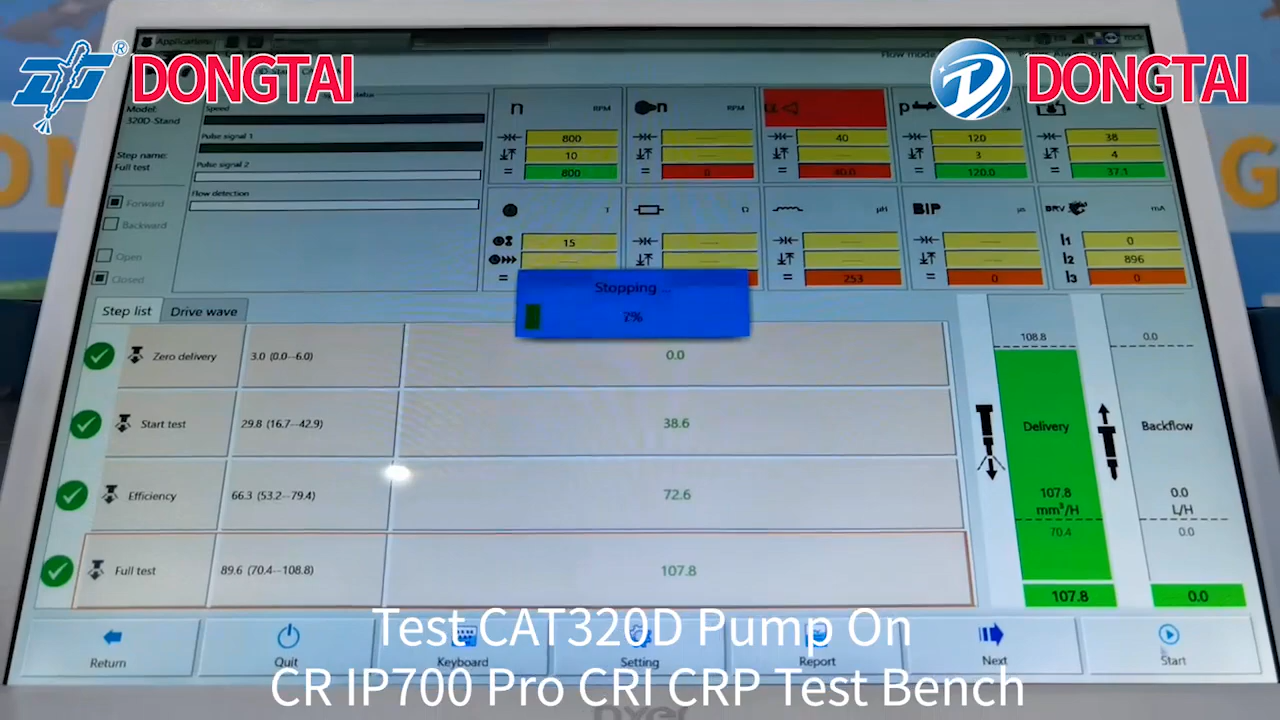 DONGTAI
DONGTAI
Applications
Flow mode
Model:
320D-Stand
Step name:
Full test
Forward
Backward
Open
Closed
Speed
Pulse signal 1
Pulse signal 2
Flow detection
n RPM
800
10
= 800
n RPM
= 0
40
40.0
P
120
3
= 120.0
°C
38
4
= 37.1
T
15
=
Ω
μH
= 253
BIP μs
= 0
BRV mA
I1 0
I2 896
I3 0
Stopping ...
2%
Step list Drive wave
Zero delivery 3.0 (0.0--6.0) 0.0
Start test 29.8 (16.7--42.9) 38.6
Efficiency 66.3 (53.2--79.4) 72.6
Full test 89.6 (70.4--108.8) 107.8
108.8
Delivery
107.8
mm³/H
70.4
107.8
0.0
Backflow
0.0
L/H
0.0
0.0
Return
Quit
Keyboard
Setting
Report
Next
Start
Test CAT320D Pump On
CR IP700 Pro CRI CRP Test Bench